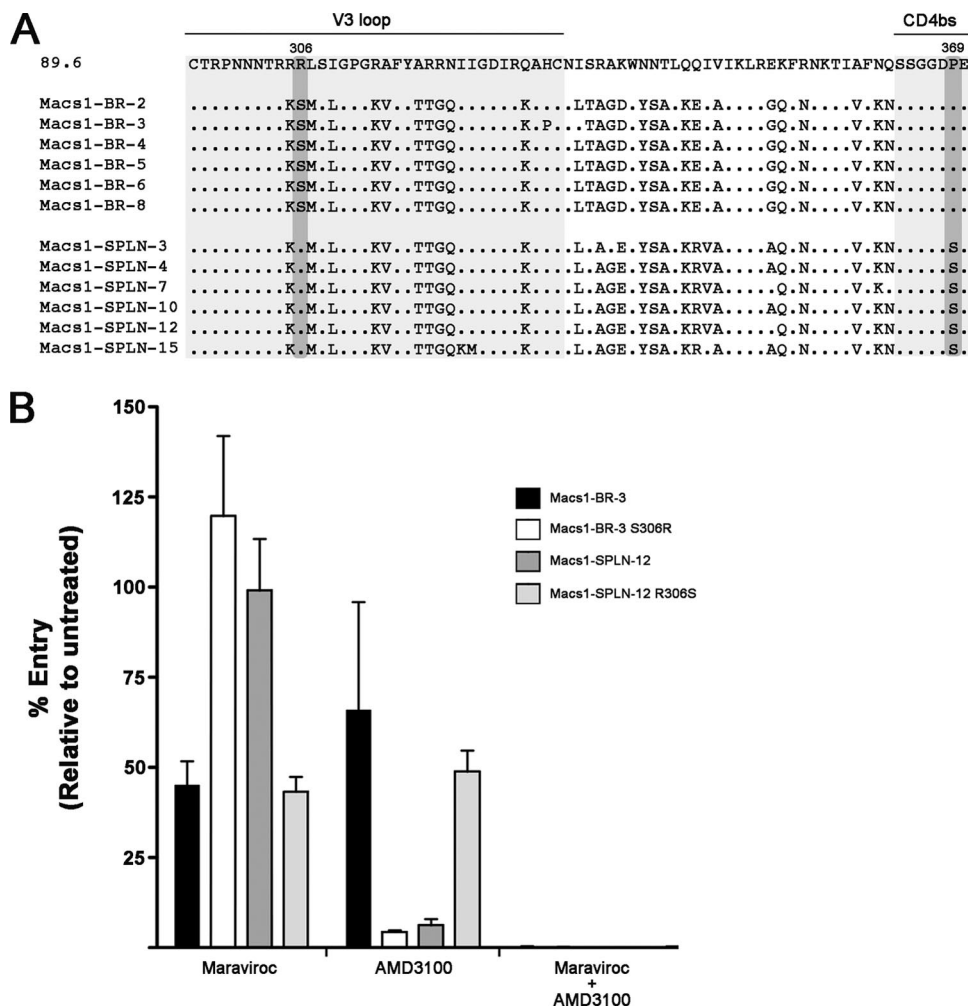 A
V3 loop
CD4bs
306
369
89.6 CTRPNNNTRRRLSIGPGRAFYARRNIIGDIRQAHCNISRAKWNNTLQQIVIKLREKFRNKTIAFNQSSGGDPE
Macs1-BR-2 ..........KSM.L...KV..TTGQ......K....LTAGD.YSA.KE.A....GQ.N....V.KN........
Macs1-BR-3 ..........KSM.L...KV..TTGQ......K.P...TAGD.YSA.KE.A....GQ.N....V.KN........
Macs1-BR-4 ..........KSM.L...KV..TTGQ......K....LTAGD.YSA.KE.A....GQ.N....V.KN........
Macs1-BR-5 ..........KSM.L...KV..TTGQ......K....LTAGD.YSA.KE.A....GQ.N....V.KN........
Macs1-BR-6 ..........KSM.L...KV..TTGQ......K....LTAGD.YSA.KE.A....GQ.N....V.KN........
Macs1-BR-8 ..........KSM.L...KV..TTGQ......K....LTAGD.YSA.KE.A....GQ.N....V.KN........
Macs1-SPLN-3 ..........K.M.L...KV..TTGQ......K....L.A.E.YSA.KRVA....AQ.N....V.KN.....S.
Macs1-SPLN-4 ..........K.M.L...KV..TTGQ......K....L.AGE.YSA.KRVA....AQ.N....V.KN.....S.
Macs1-SPLN-7 ..........K.M.L...KV..TTGQ......K....L.AGE.YSA.KRVA.....Q.N....V.K......S.
Macs1-SPLN-10 ..........K.M.L...KV..TTGQ......K....L.AGE.YSA.KRVA....AQ.N....V.KN.....S.
Macs1-SPLN-12 ..........K.M.L...KV..TTGQ......K....L.AGE.YSA.KRVA.....Q.N....V.KN.....S.
Macs1-SPLN-15 ..........K.M.L...KV..TTGQKM....K....L.AGE.YSA.KR.A....AQ.N....V.KN.....S.
B
% Entry
(Relative to untreated)
150
125
100
75
50
25
Macs1-BR-3
Macs1-BR-3 S306R
Macs1-SPLN-12
Macs1-SPLN-12 R306S
Maraviroc
AMD3100
Maraviroc
+
AMD3100